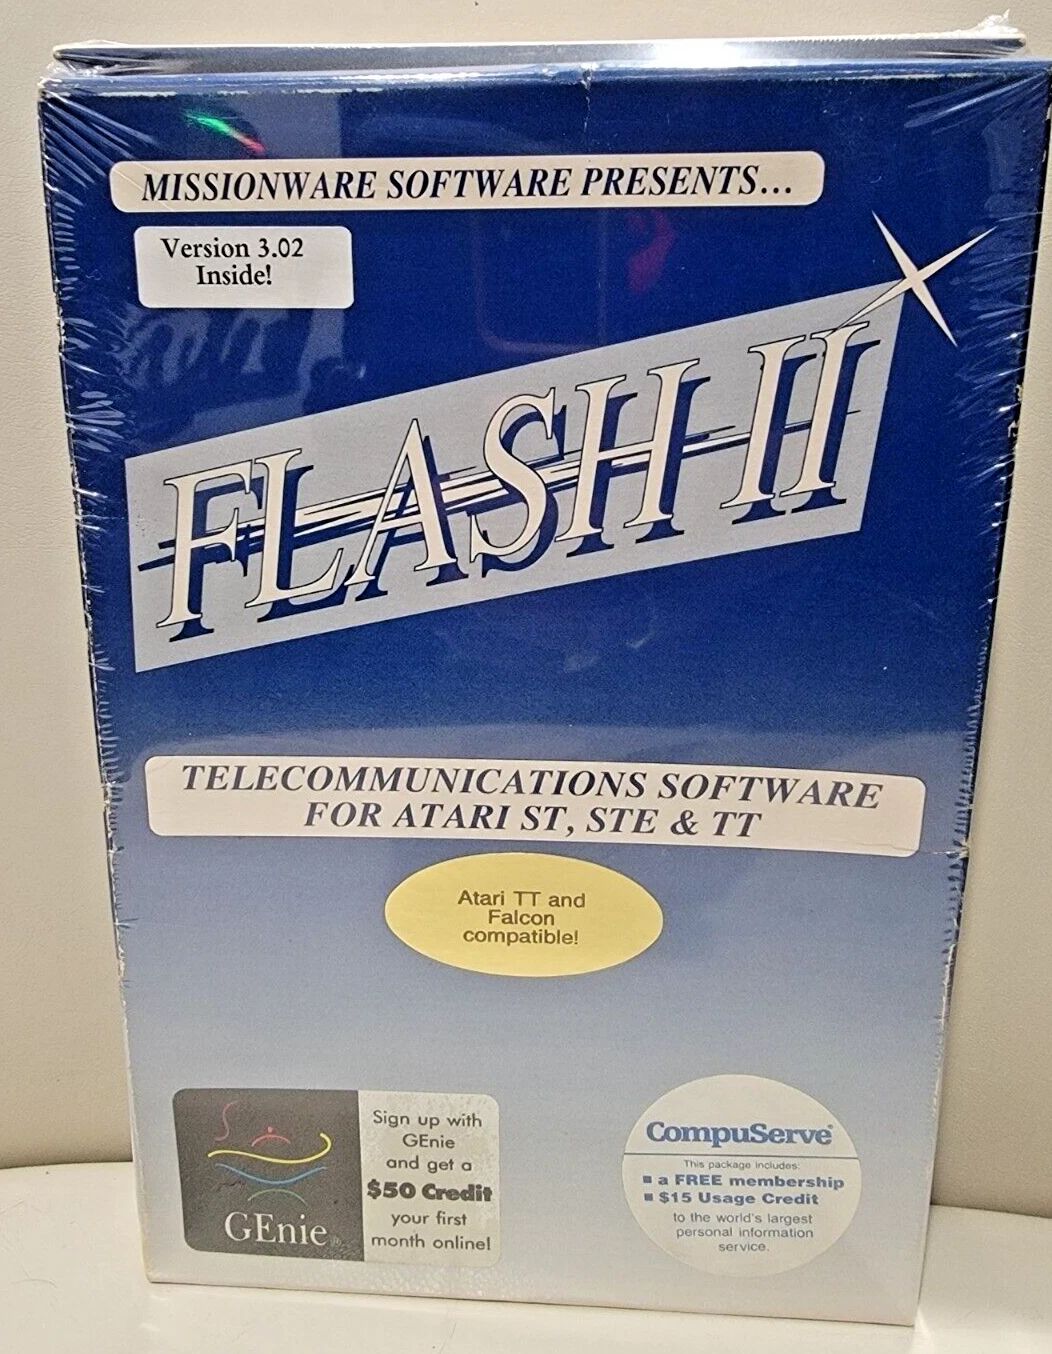 MISSIONWARE SOFTWARE PRESENTS...
Version 3.02
Inside!
FLASH II
TELECOMMUNICATIONS SOFTWARE
FOR ATARI ST, STE & TT
Atari TT and
Falcon
compatible!
GEnie
Sign up with
GEnie
and get a
$50 Credit
your first
month online!
CompuServe®
This package includes:
■ a FREE membership
■ $15 Usage Credit
to the world's largest
personal information
service.